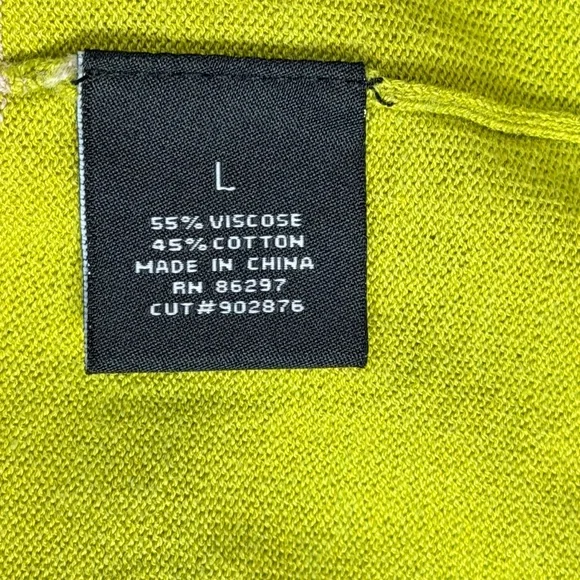 L
55% VISCOSE
45% COTTON
MADE IN CHINA
RN 86297
CUT#902876